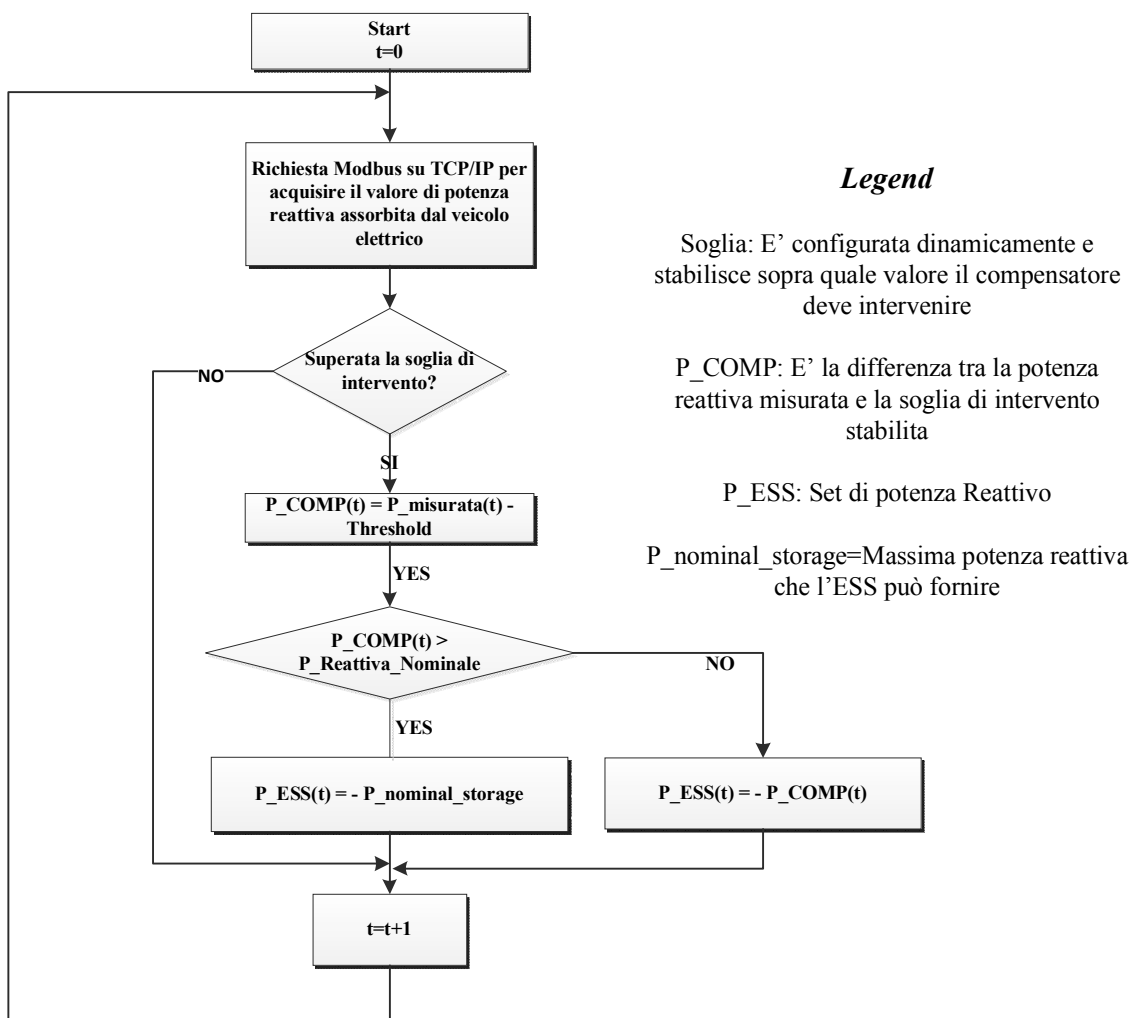 Start
t=0
Richiesta Modbus su TCP/IP per
acquisire il valore di potenza
reattiva assorbita dal veicolo
elettrico
Superata la soglia di
intervento?
NO
SI
P_COMP(t) = P_misurata(t) -
Threshold
YES
P_COMP(t) >
P_Reattiva_Nominale
NO
YES
P_ESS(t) = - P_nominal_storage
P_ESS(t) = - P_COMP(t)
t=t+1
Legend
Soglia: E’ configurata dinamicamente e
stabilisce sopra quale valore il compensatore
deve intervenire
P_COMP: E’ la differenza tra la potenza
reattiva misurata e la soglia di intervento
stabilita
P_ESS: Set di potenza Reattivo
P_nominal_storage=Massima potenza reattiva
che l’ESS può fornire